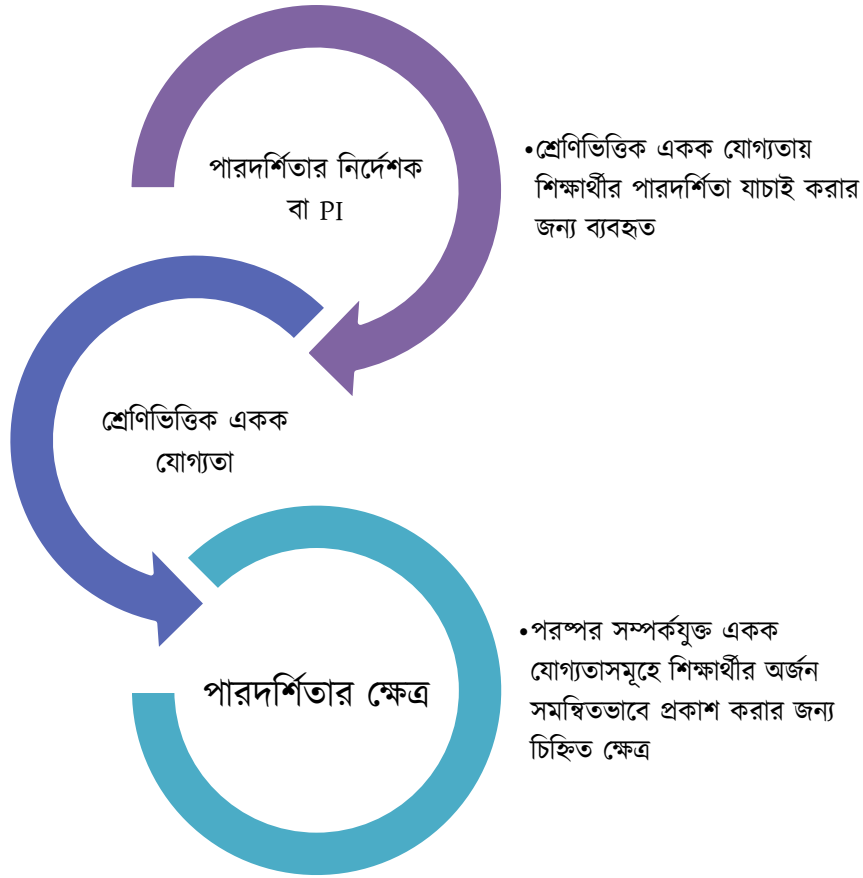 পারদর্শিতার নির্দেশক
বা PI
•শ্রেণিভিত্তিক একক যোগ্যতায়
শিক্ষার্থীর পারদর্শিতা যাচাই করার
জন্য ব্যবহৃত
শ্রেণিভিত্তিক একক
যোগ্যতা
পারদর্শিতার ক্ষেত্র
•পরষ্পর সম্পর্কযুক্ত একক
যোগ্যতাসমূহে শিক্ষার্থীর অর্জন
সমন্বিতভাবে প্রকাশ করার জন্য
চিহ্নিত ক্ষেত্র